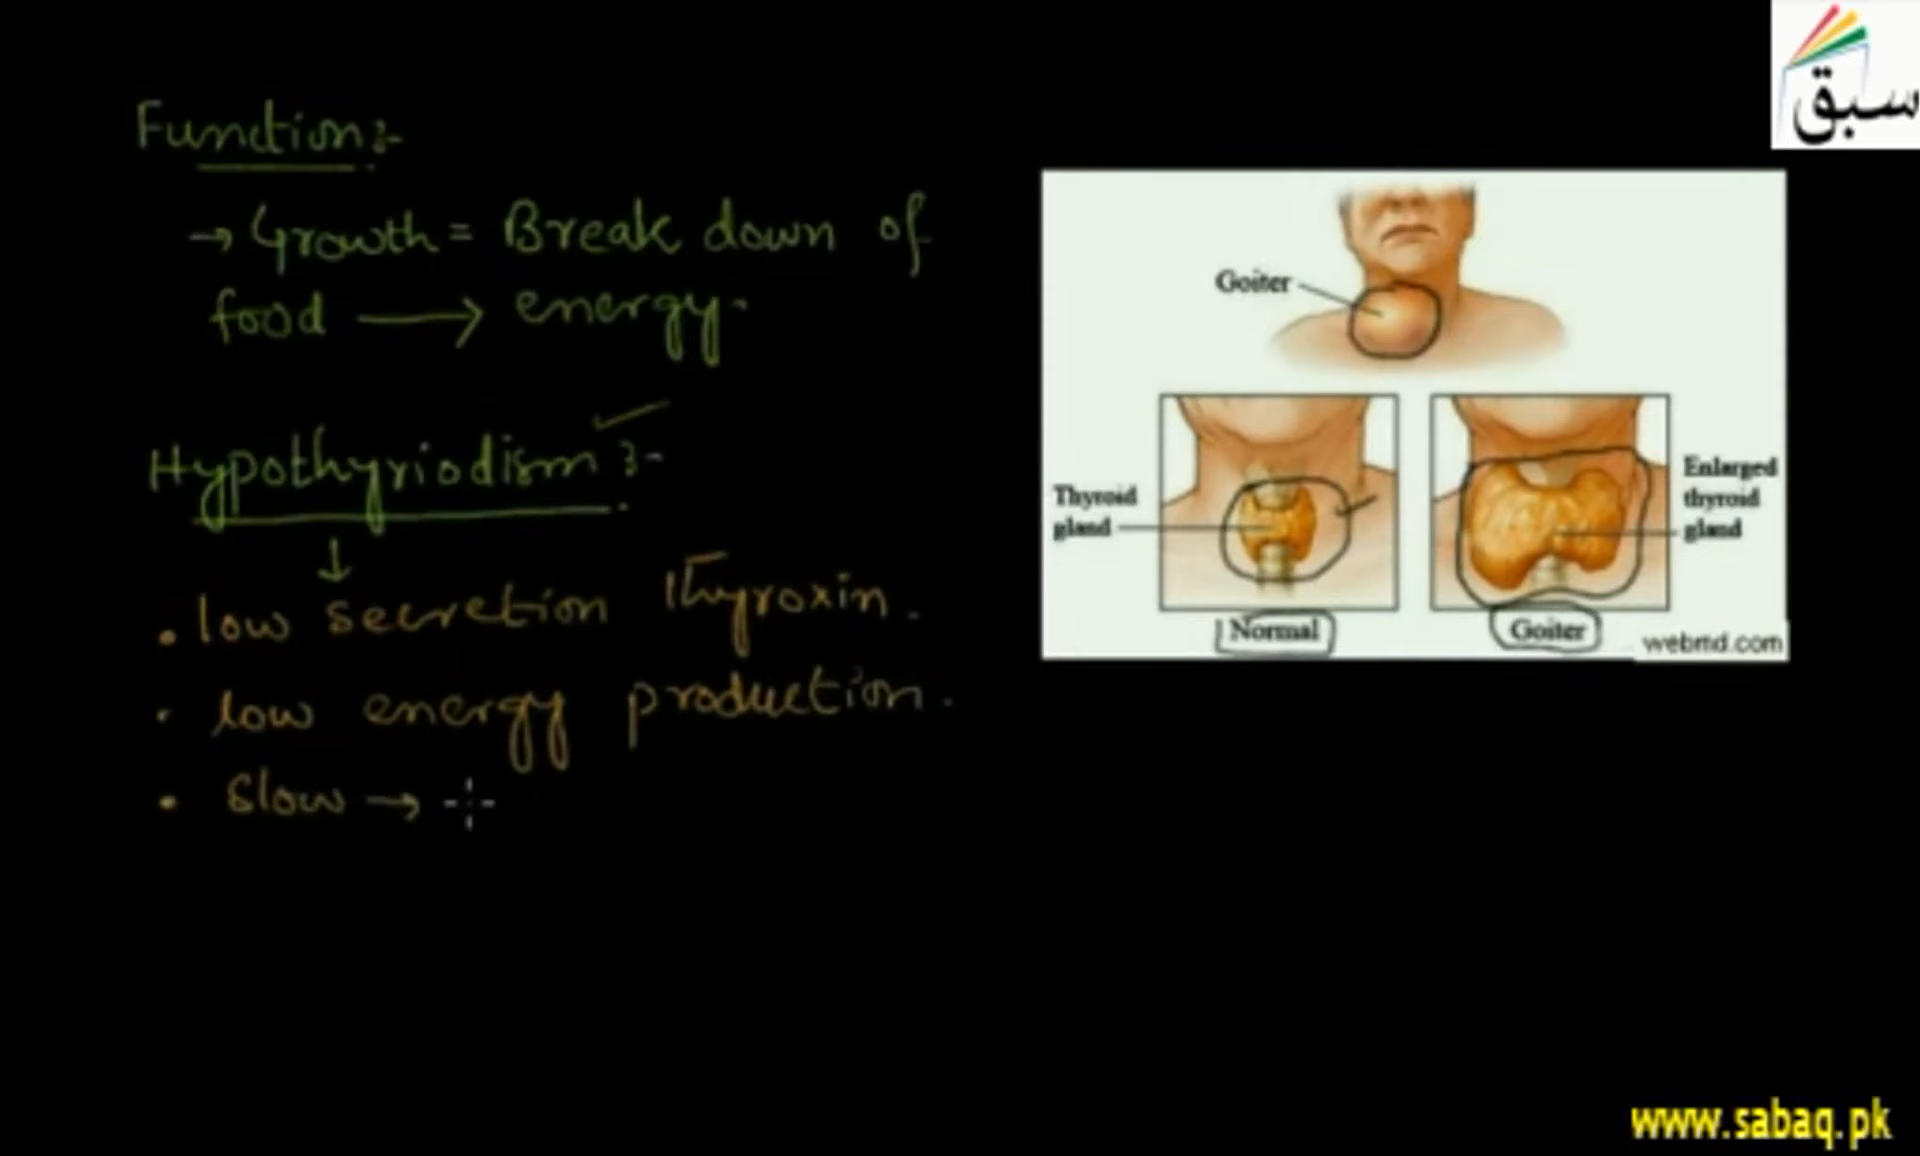 سبق
Function:-
→ Growth = Break down of
food → energy.
Hypothyriodism :-
↓
. low secretion Thyroxin.
. low energy production.
. Slow →
Goiter
Thyroid
gland
Enlarged
thyroid
gland
Normal
Goiter
webmd.com
www.sabaq.pk